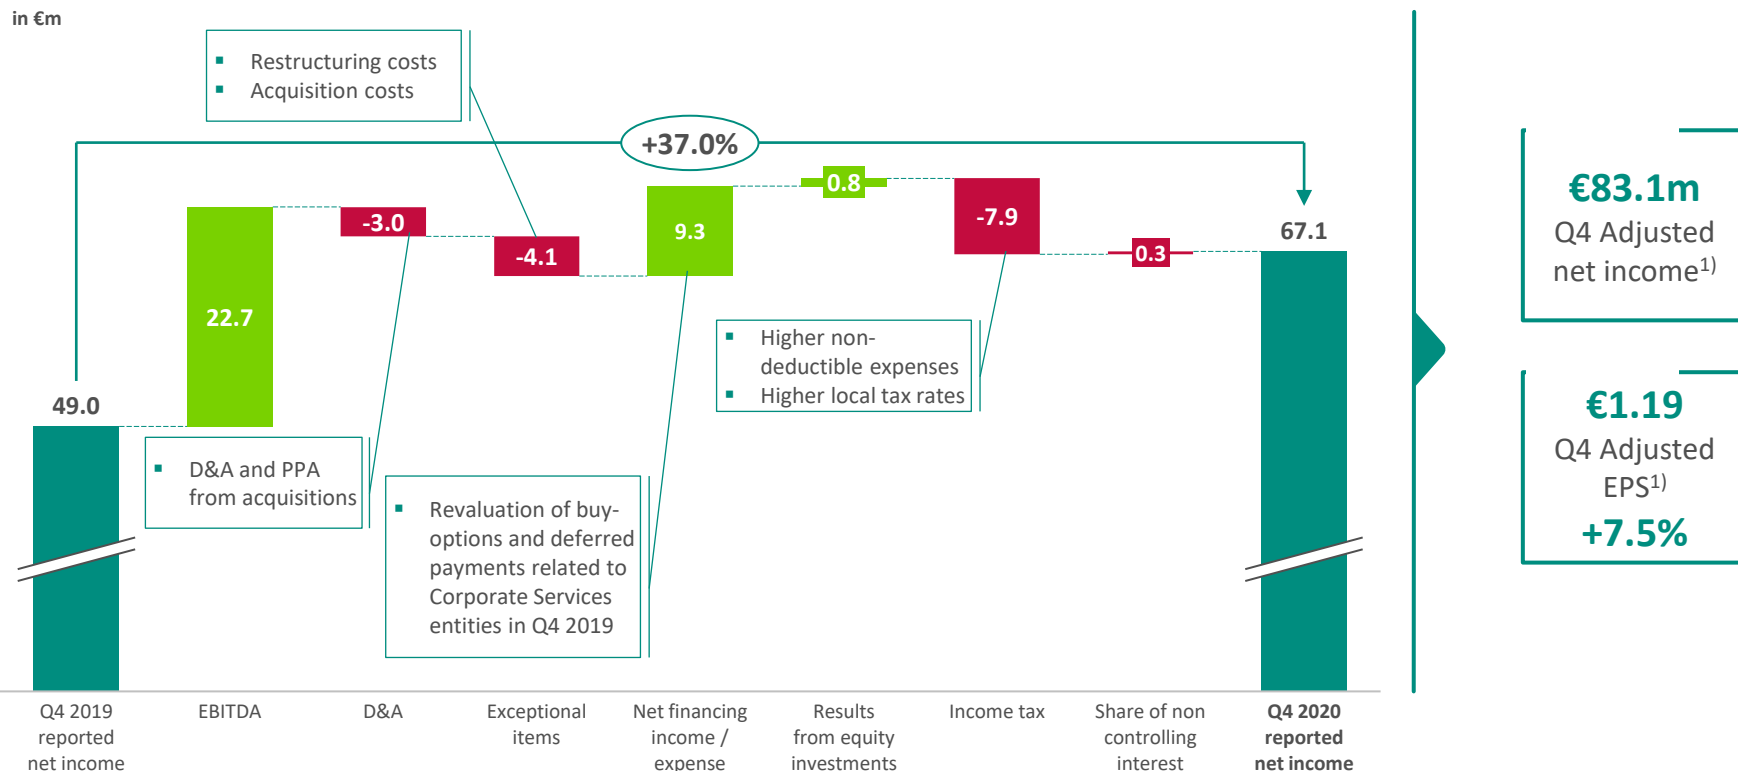 in €m
▪ Restructuring costs
▪ Acquisition costs
+37.0%
49.0
22.7
-3.0
-4.1
9.3
0.8
-7.9
0.3
67.1
▪ D&A and PPA
from acquisitions
▪ Revaluation of buy-
options and deferred
payments related to
Corporate Services
entities in Q4 2019
▪ Higher non-
deductible expenses
▪ Higher local tax rates
Q4 2019
reported
net income
EBITDA
D&A
Exceptional
items
Net financing
income /
expense
Results
from equity
investments
Income tax
Share of non
controlling
interest
Q4 2020
reported
net income
€83.1m
Q4 Adjusted
net income1)
€1.19
Q4 Adjusted
EPS1)
+7.5%